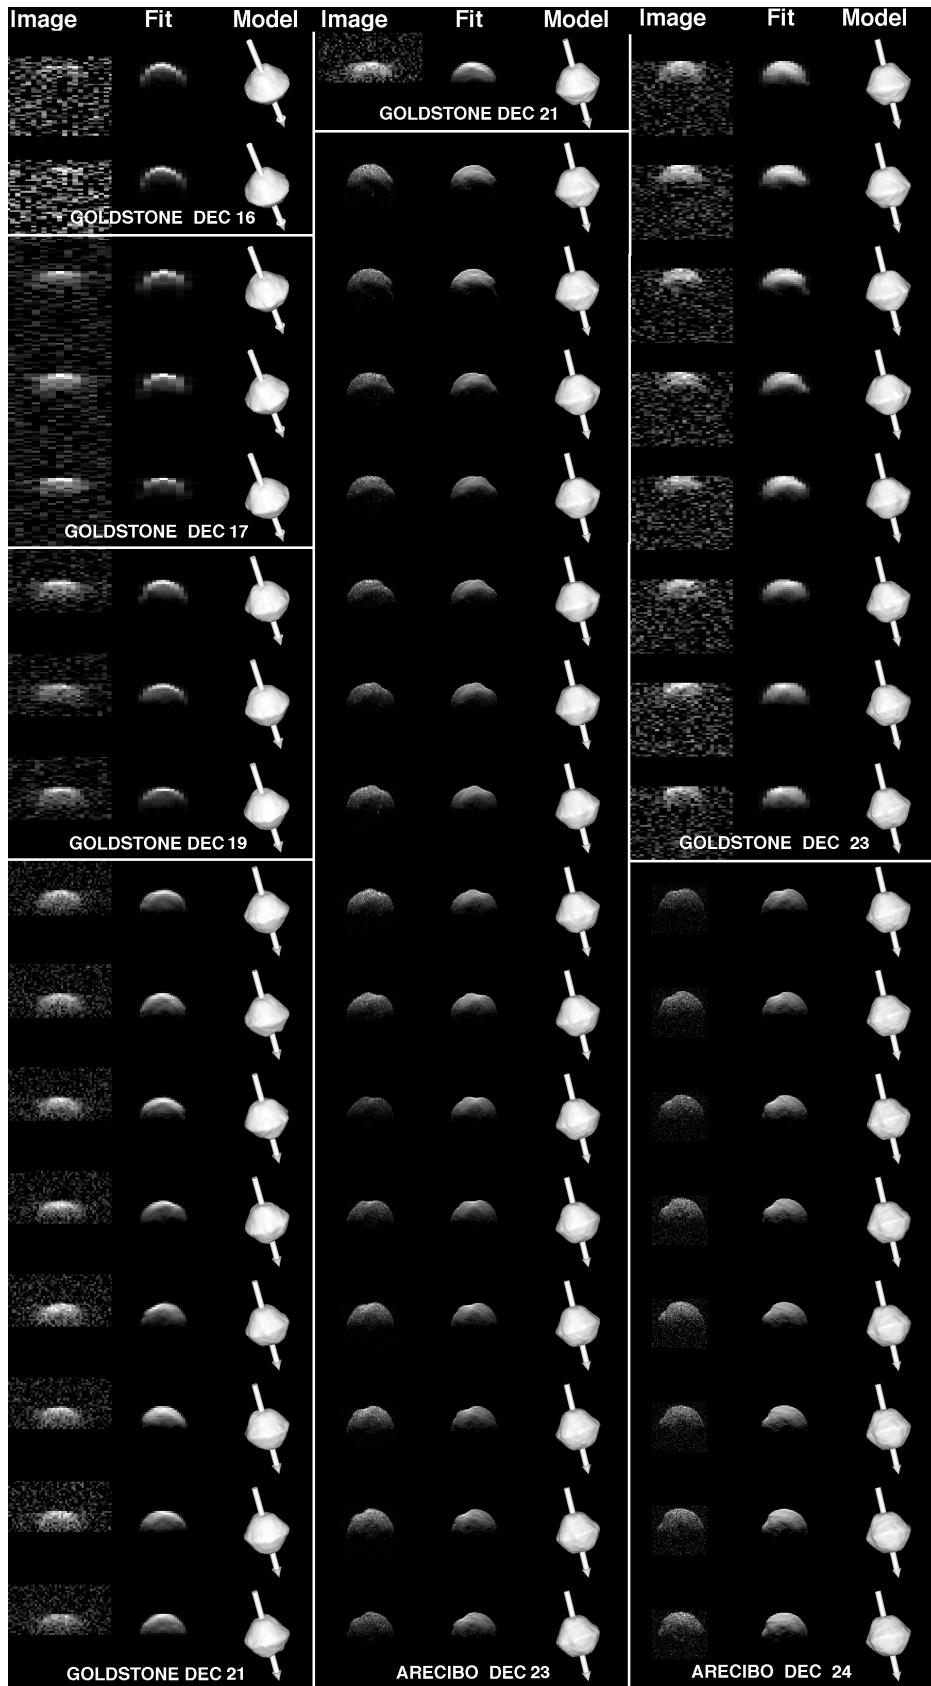 Image Fit Model
GOLDSTONE DEC 16
GOLDSTONE DEC 17
GOLDSTONE DEC 19
GOLDSTONE DEC 21
Image Fit Model
GOLDSTONE DEC 21
ARECIBO DEC 23
Image Fit Model
GOLDSTONE DEC 23
ARECIBO DEC 24